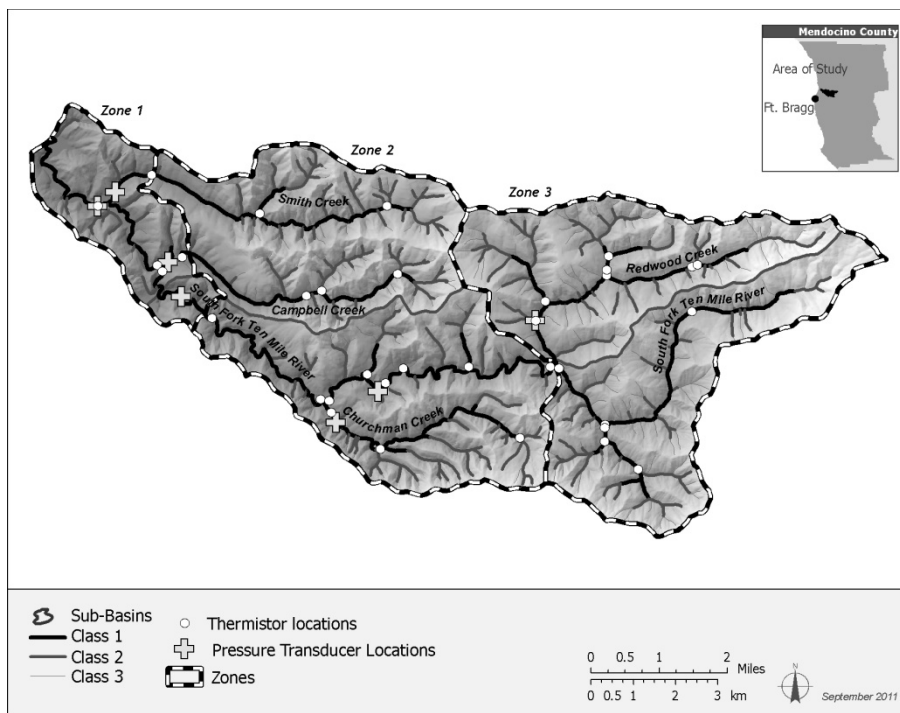 Mendocino County
Area of Study
Ft. Bragg
Zone 1
Zone 2
Zone 3
Smith Creek
Redwood Creek
Campbell Creek
South Fork Ten Mile River
South Fork Ten Mile River
Churchman Creek
Sub-Basins
Class 1
Class 2
Class 3
Thermistor locations
Pressure Transducer Locations
Zones
0 0.5 1 2
Miles
0 0.5 1 2 3
km
N
September 2011